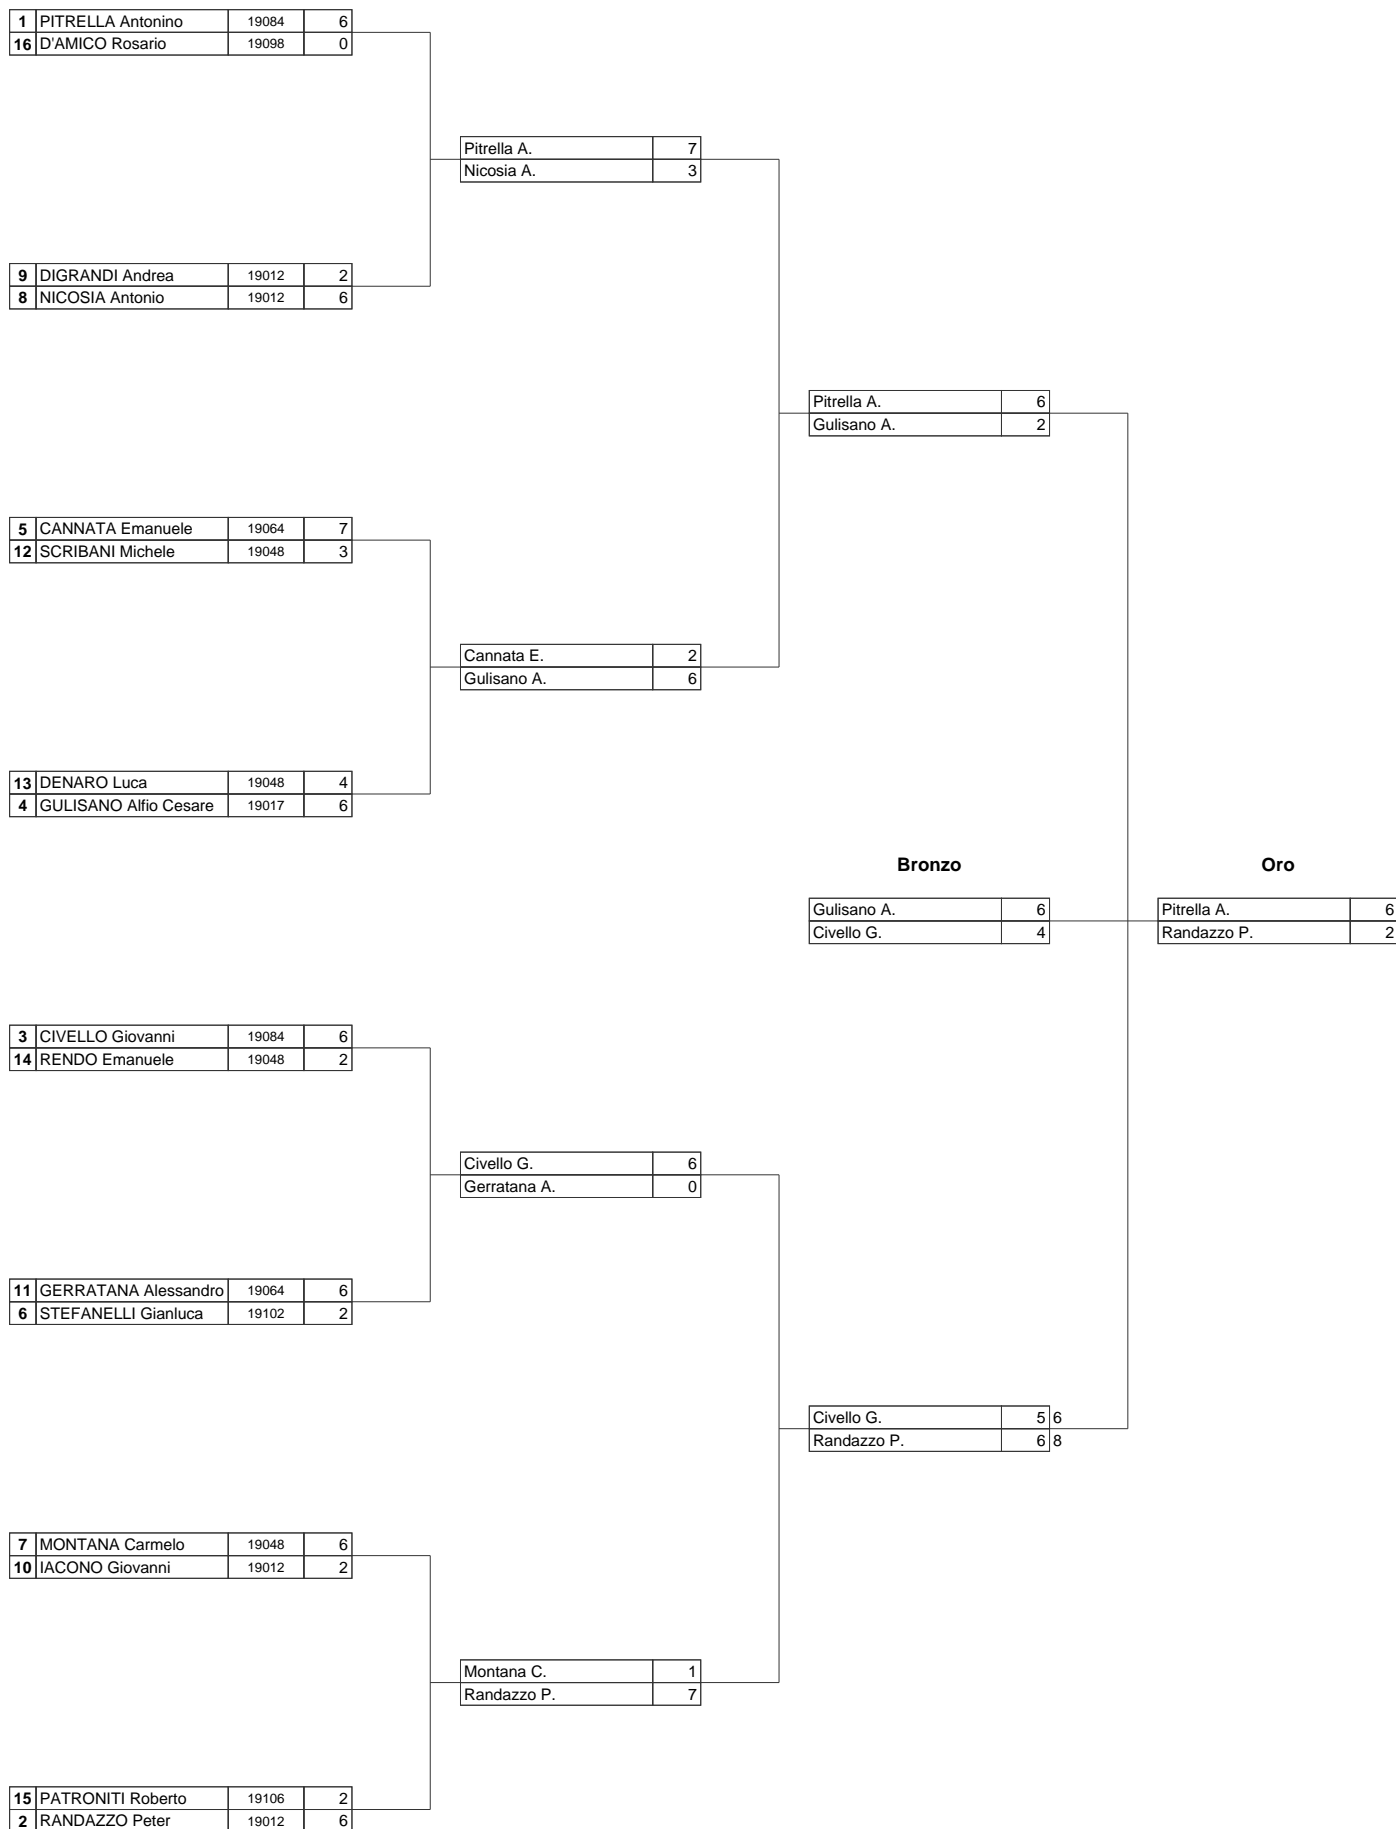 1 PITRELLA Antonino 19084 6
16 D'AMICO Rosario 19098 0
Pitrella A. 7
Nicosia A. 3
9 DIGRANDI Andrea 19012 2
8 NICOSIA Antonio 19012 6
Pitrella A. 6
Gulisano A. 2
5 CANNATA Emanuele 19064 7
12 SCRIBANI Michele 19048 3
Cannata E. 2
Gulisano A. 6
13 DENARO Luca 19048 4
4 GULISANO Alfio Cesare 19017 6
Bronzo Oro
Gulisano A. 6 Pitrella A. 6
Civello G. 4 Randazzo P. 2
3 CIVELLO Giovanni 19084 6
14 RENDO Emanuele 19048 2
Civello G. 6
Gerratana A. 0
11 GERRATANA Alessandro 19064 6
6 STEFANELLI Gianluca 19102 2
Civello G. 5 6
Randazzo P. 6 8
7 MONTANA Carmelo 19048 6
10 IACONO Giovanni 19012 2
Montana C. 1
Randazzo P. 7
15 PATRONITI Roberto 19106 2
2 RANDAZZO Peter 19012 6